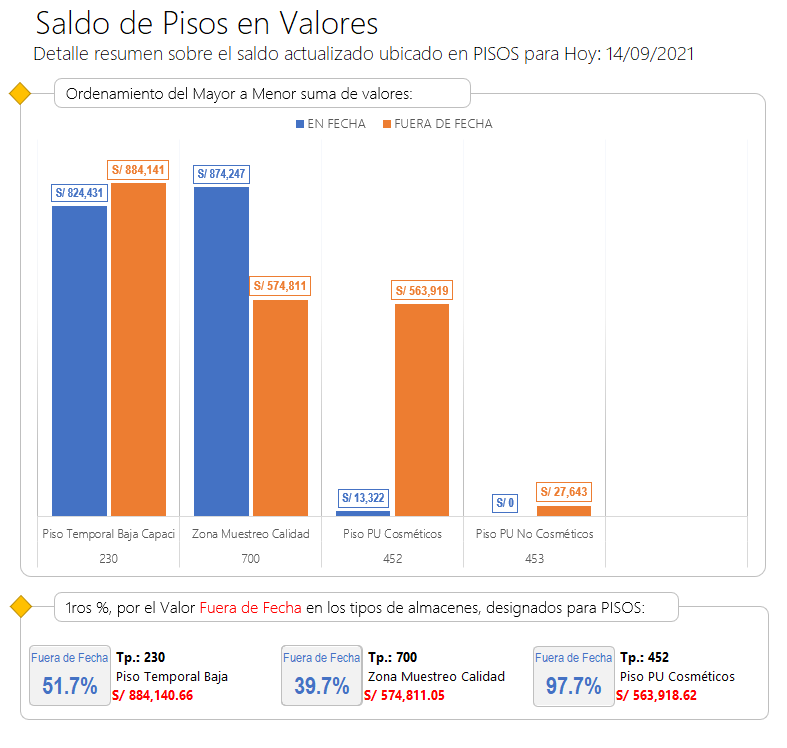 Saldo de Pisos en Valores
Detalle resumen sobre el saldo actualizado ubicado en PISOS para Hoy: 14/09/2021
Ordenamiento del Mayor a Menor suma de valores:
EN FECHA FUERA DE FECHA
S/ 884,141
S/ 874,247
S/ 824,431
S/ 574,811
S/ 563,919
S/ 13,322
S/ 27,643
S/ 0
Piso Temporal Baja Capaci Zona Muestreo Calidad Piso PU Cosméticos Piso PU No Cosméticos
230 700 452 453
1ros %, por el Valor Fuera de Fecha en los tipos de almacenes, designados para PISOS:
Fuera de Fecha
51.7%
Tp.: 230
Piso Temporal Baja
S/ 884,140.66
Fuera de Fecha
39.7%
Tp.: 700
Zona Muestreo Calidad
S/ 574,811.05
Fuera de Fecha
97.7%
Tp.: 452
Piso PU Cosméticos
S/ 563,918.62